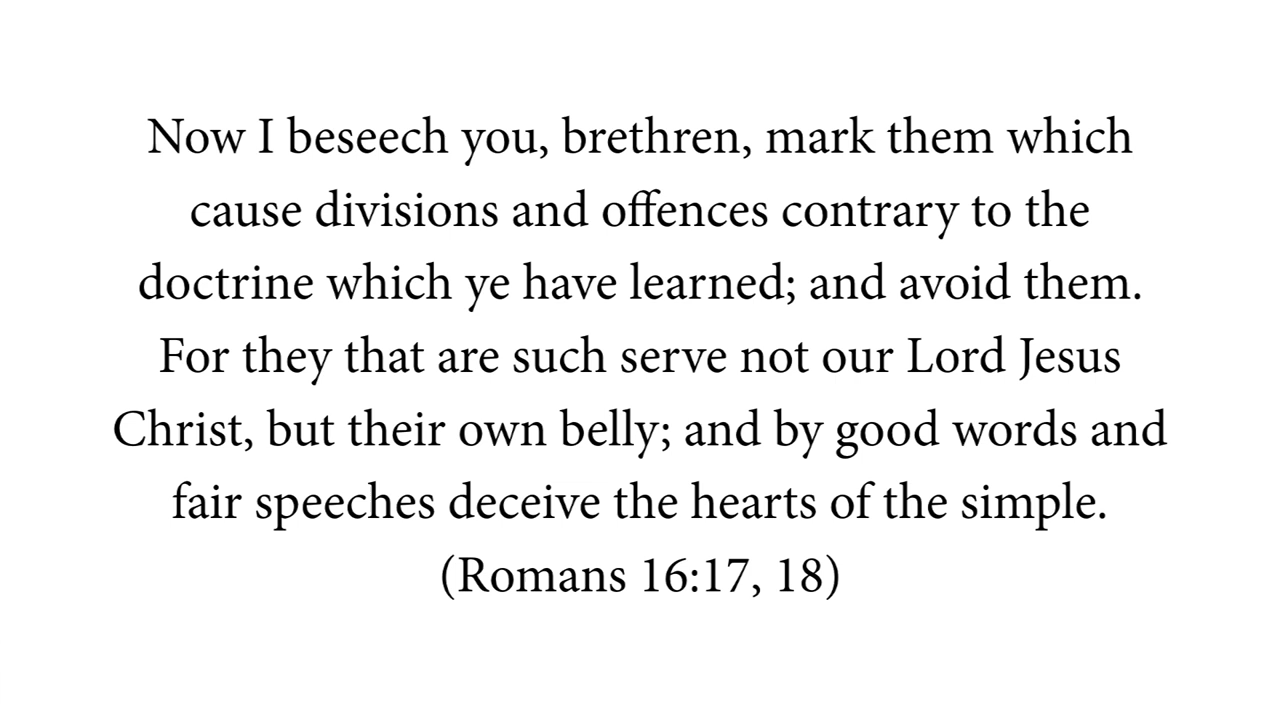 Now I beseech you, brethren, mark them which
cause divisions and offences contrary to the
doctrine which ye have learned; and avoid them.
For they that are such serve not our Lord Jesus
Christ, but their own belly; and by good words and
fair speeches deceive the hearts of the simple.
(Romans 16:17, 18)